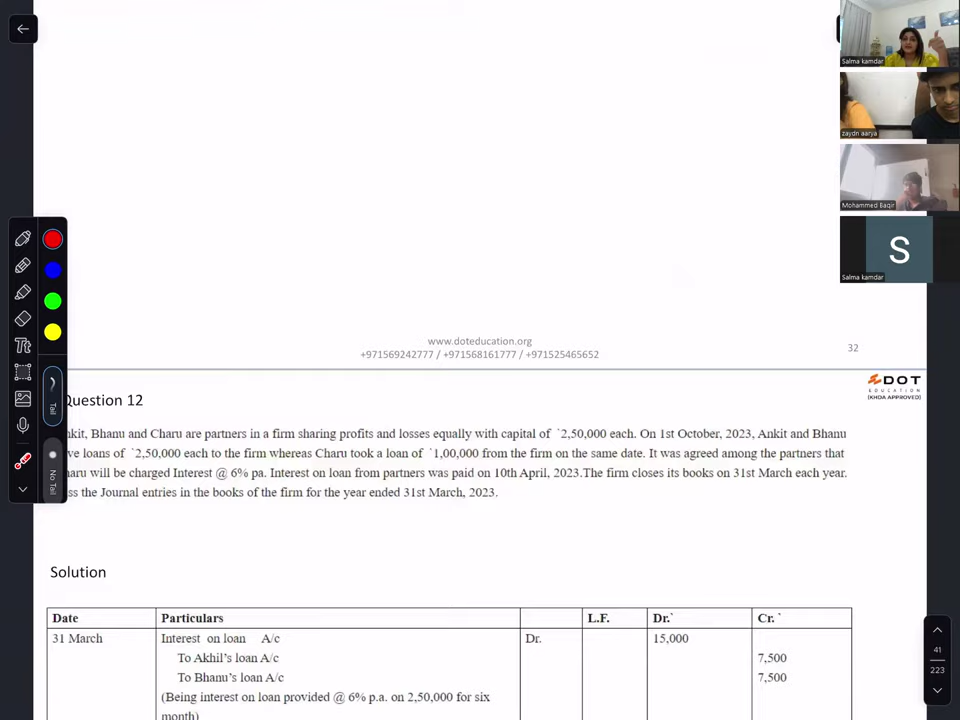 Salma kamdar
zaydn aarya
Mohammed Baqir
S
Salma kamdar
www.doteducation.org
+971569242777 / +971568161777 / +971525465652
32
DOT
EDUCATION
(KHDA APPROVED)
Question 12
nkit, Bhanu and Charu are partners in a firm sharing profits and losses equally with capital of `2,50,000 each. On 1st October, 2023, Ankit and Bhanu
ve loans of `2,50,000 each to the firm whereas Charu took a loan of `1,00,000 from the firm on the same date. It was agreed among the partners that
haru will be charged Interest @ 6% pa. Interest on loan from partners was paid on 10th April, 2023.The firm closes its books on 31st March each year.
ss the Journal entries in the books of the firm for the year ended 31st March, 2023.
Tt
Tail
No Tail
Solution
Date Particulars L.F. Dr.` Cr. `
31 March Interest on loan A/c Dr. 15,000
To Akhil's loan A/c 7,500
To Bhanu's loan A/c 7,500
(Being interest on loan provided @ 6% p.a. on 2,50,000 for six
month)
41
223